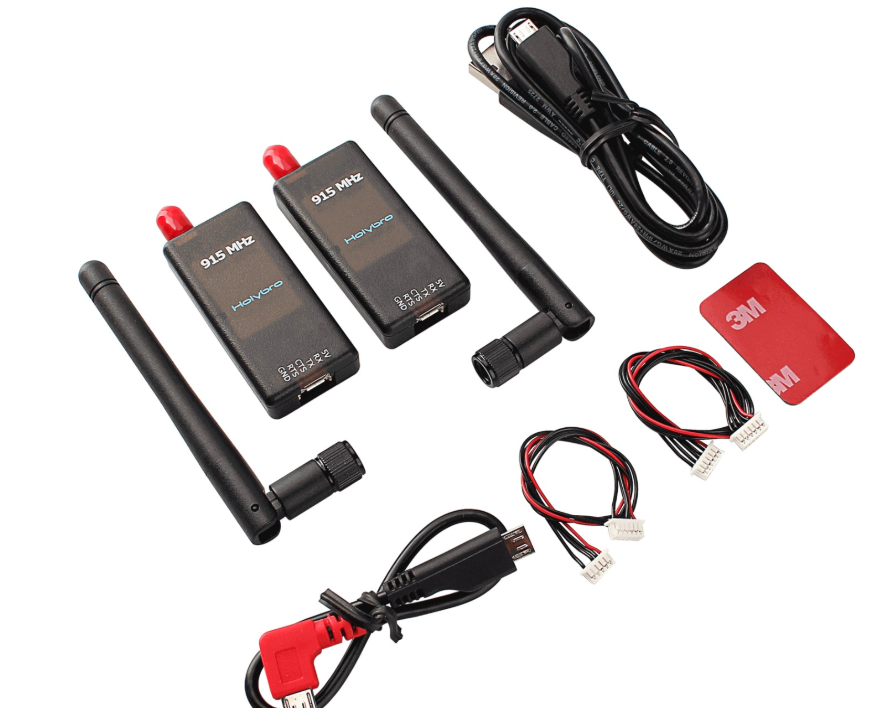 915 MHz
Holybro
5V
RX
TX
CTS
RTS
GND
915 MHz
Holybro
5V
RX
TX
CTS
RTS
GND
3M
3M